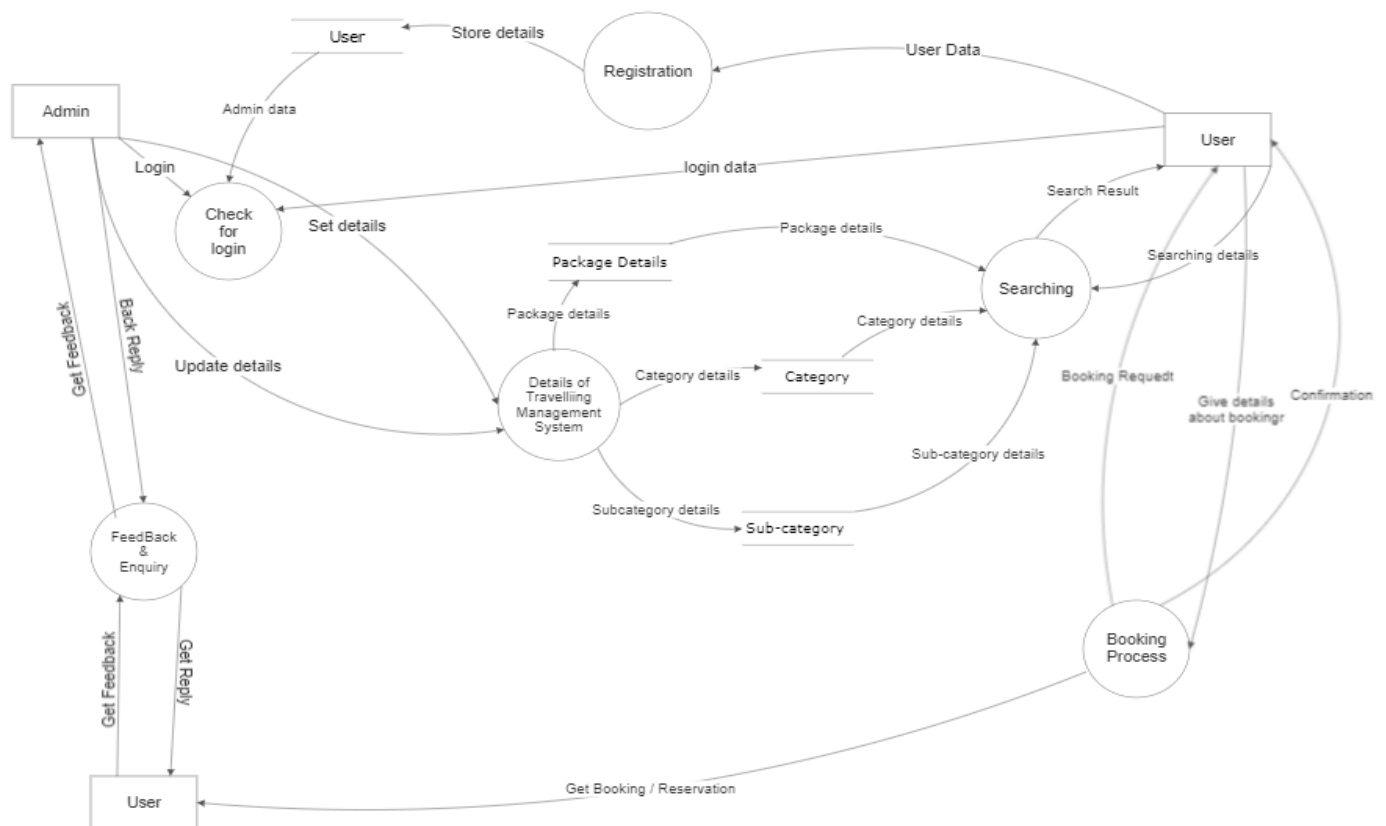 User
Store details
Registration
User Data
Admin
Admin data
User
Login
login data
Check
for
login
Set details
Search Result
Package details
Package Details
Searching details
Searching
Package details
Category details
Get Feedback
Back Reply
Update details
Category details
Category
Booking Requedt
Details of
Travelliing
Management
System
Confirmation
Give details
about bookingr
Sub-category details
Subcategory details
Sub-category
FeedBack
&
Enquiry
Get Feedback
Get Reply
Booking
Process
Get Booking / Reservation
User